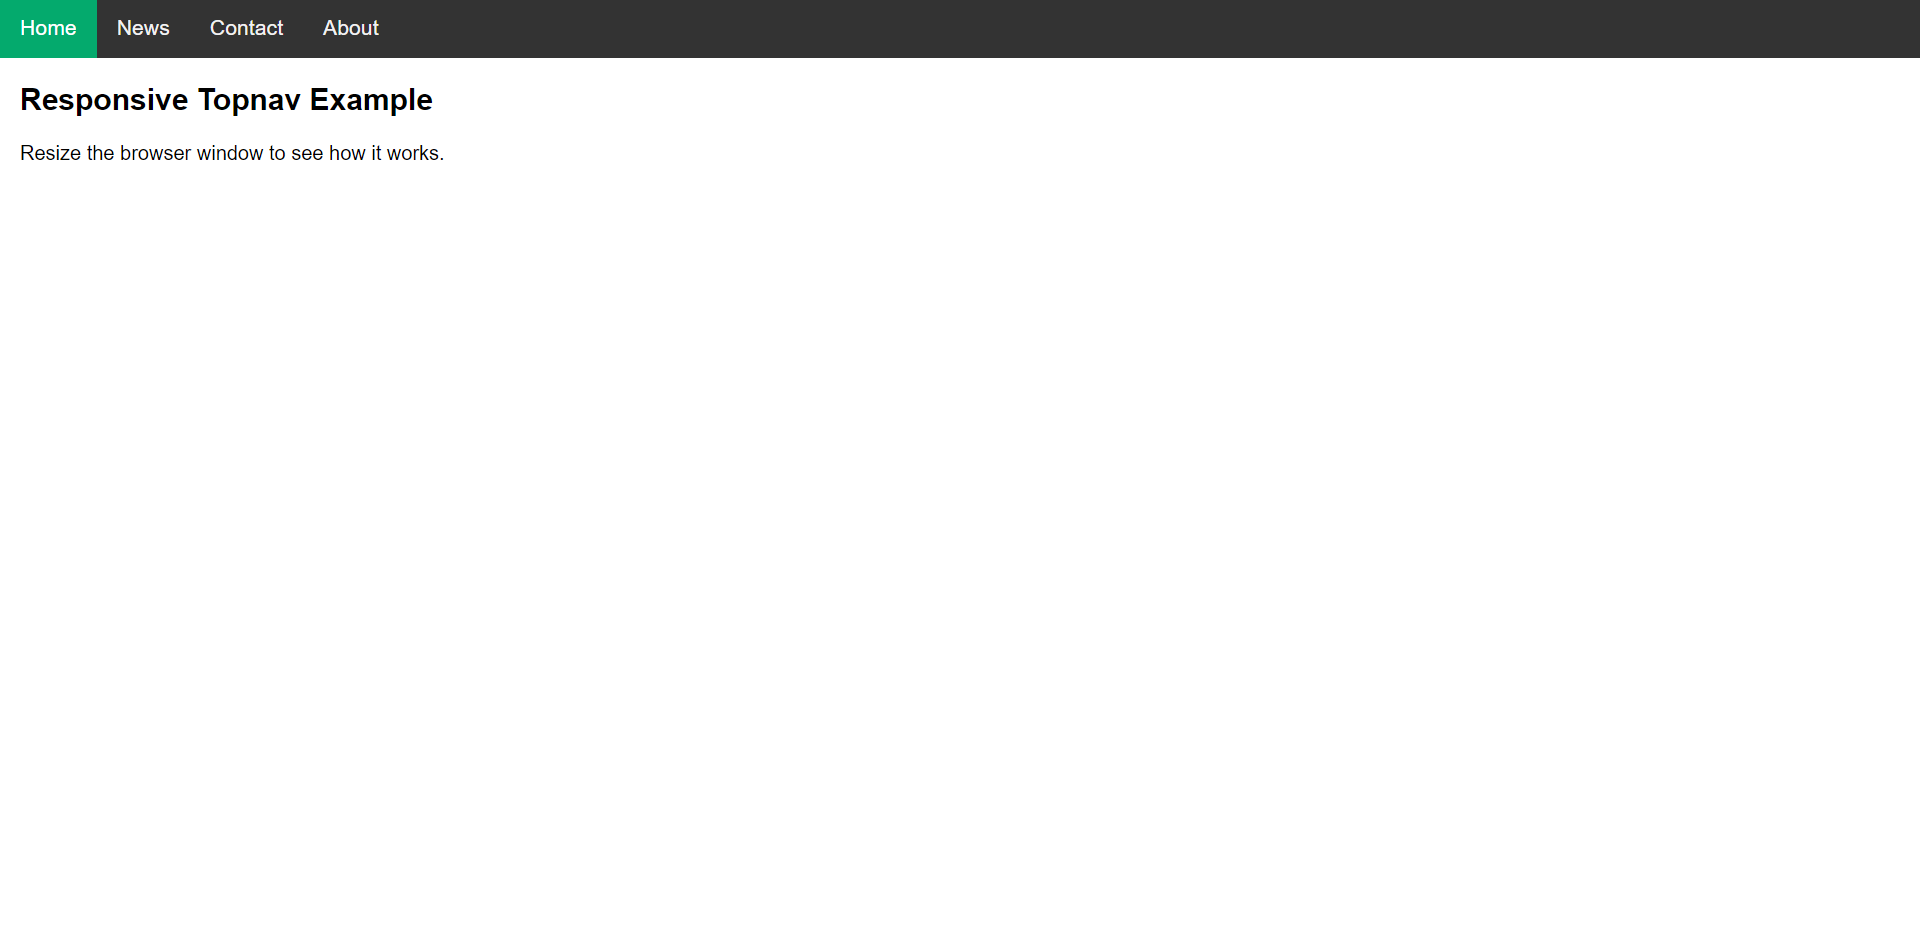 Home News Contact About
Responsive Topnav Example
Resize the browser window to see how it works.